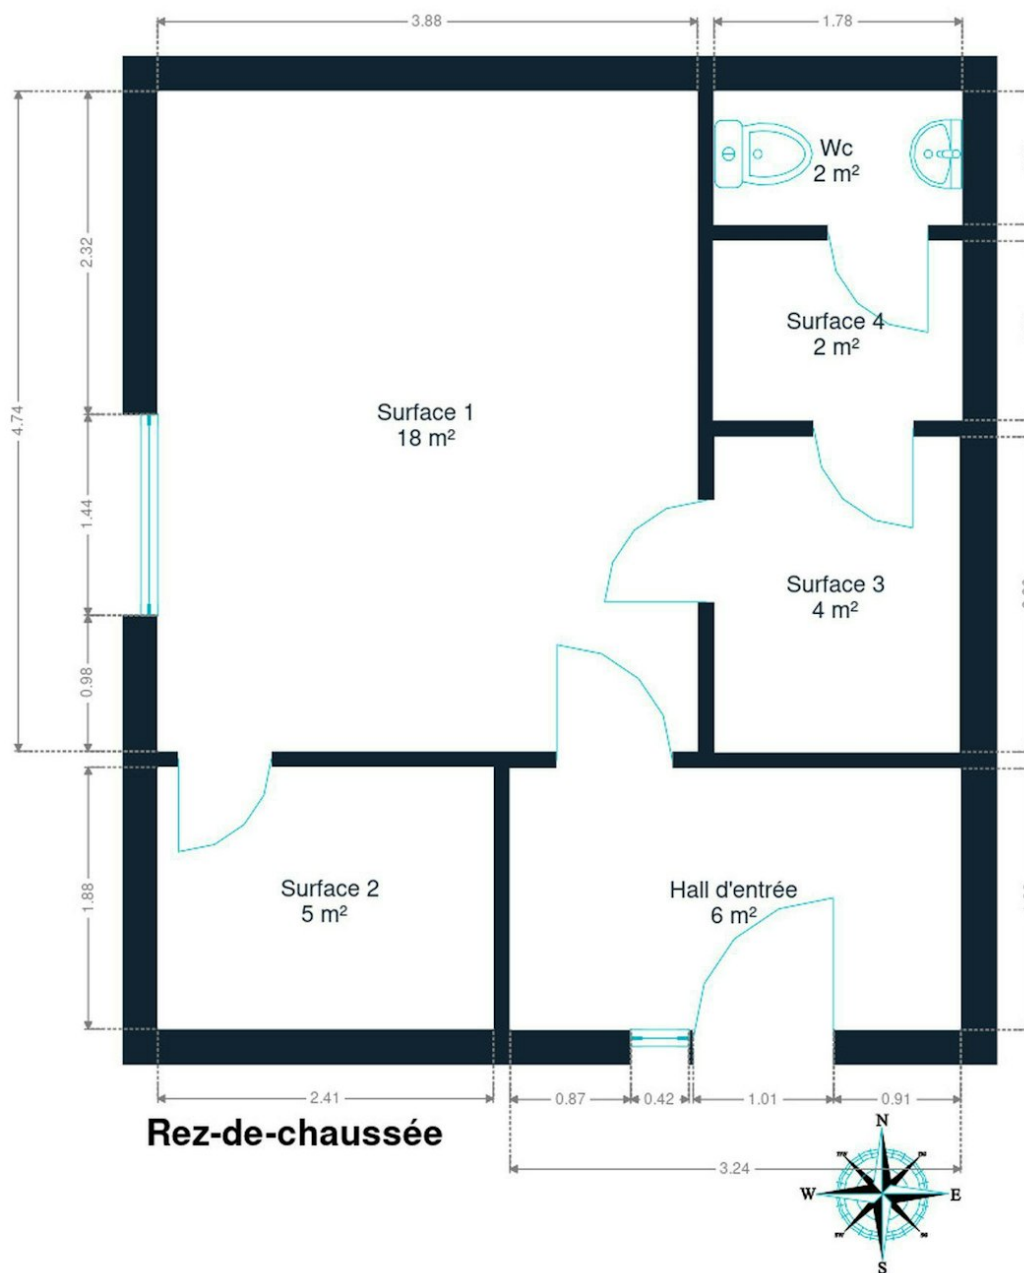 3.88
1.78
Wc
2 m²
2.32
Surface 4
2 m²
4.74
Surface 1
18 m²
1.44
Surface 3
4 m²
0.98
Surface 2
5 m²
Hall d'entrée
6 m²
1.88
2.41
0.87
0.42
1.01
0.91
Rez-de-chaussée
3.24
N
W
E
S